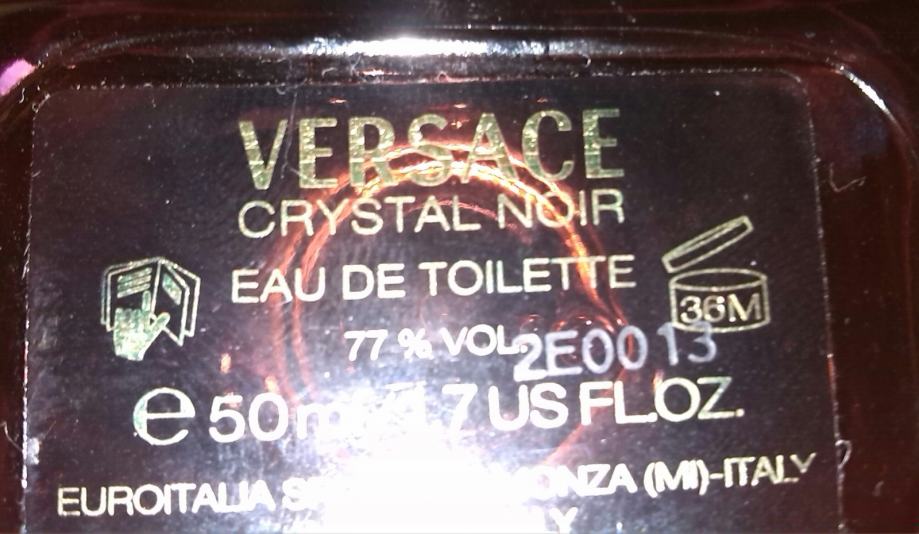 VERSACE
CRYSTAL NOIR
EAU DE TOILETTE
36M
77 % VOL.
2E0013
e 50 ml 1.7 US FL.OZ.
EUROITALIA MONZA (MI)-ITALY